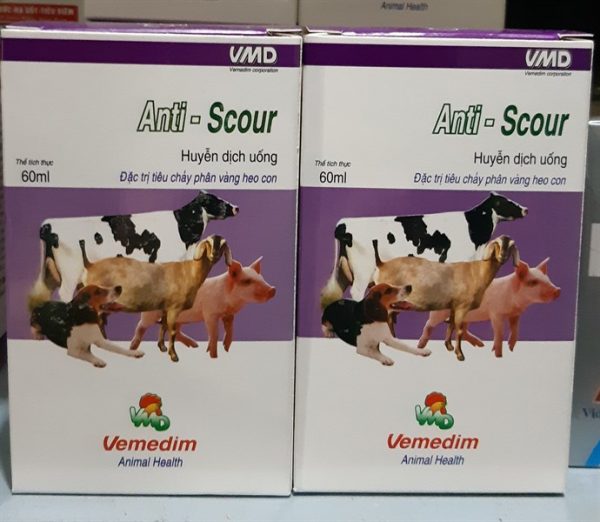 Animal Health
VMD
Vemedim corporation
Anti - Scour
Huyễn dịch uống
Thể tích thực
60ml
Đặc trị tiêu chảy phân vàng heo con
VMD
Vemedim
Animal Health
VMD
Vemedim corporation
Anti - Scour
Huyễn dịch uống
Thể tích thực
60ml
Đặc trị tiêu chảy phân vàng heo con
VMD
Vemedim
Animal Health